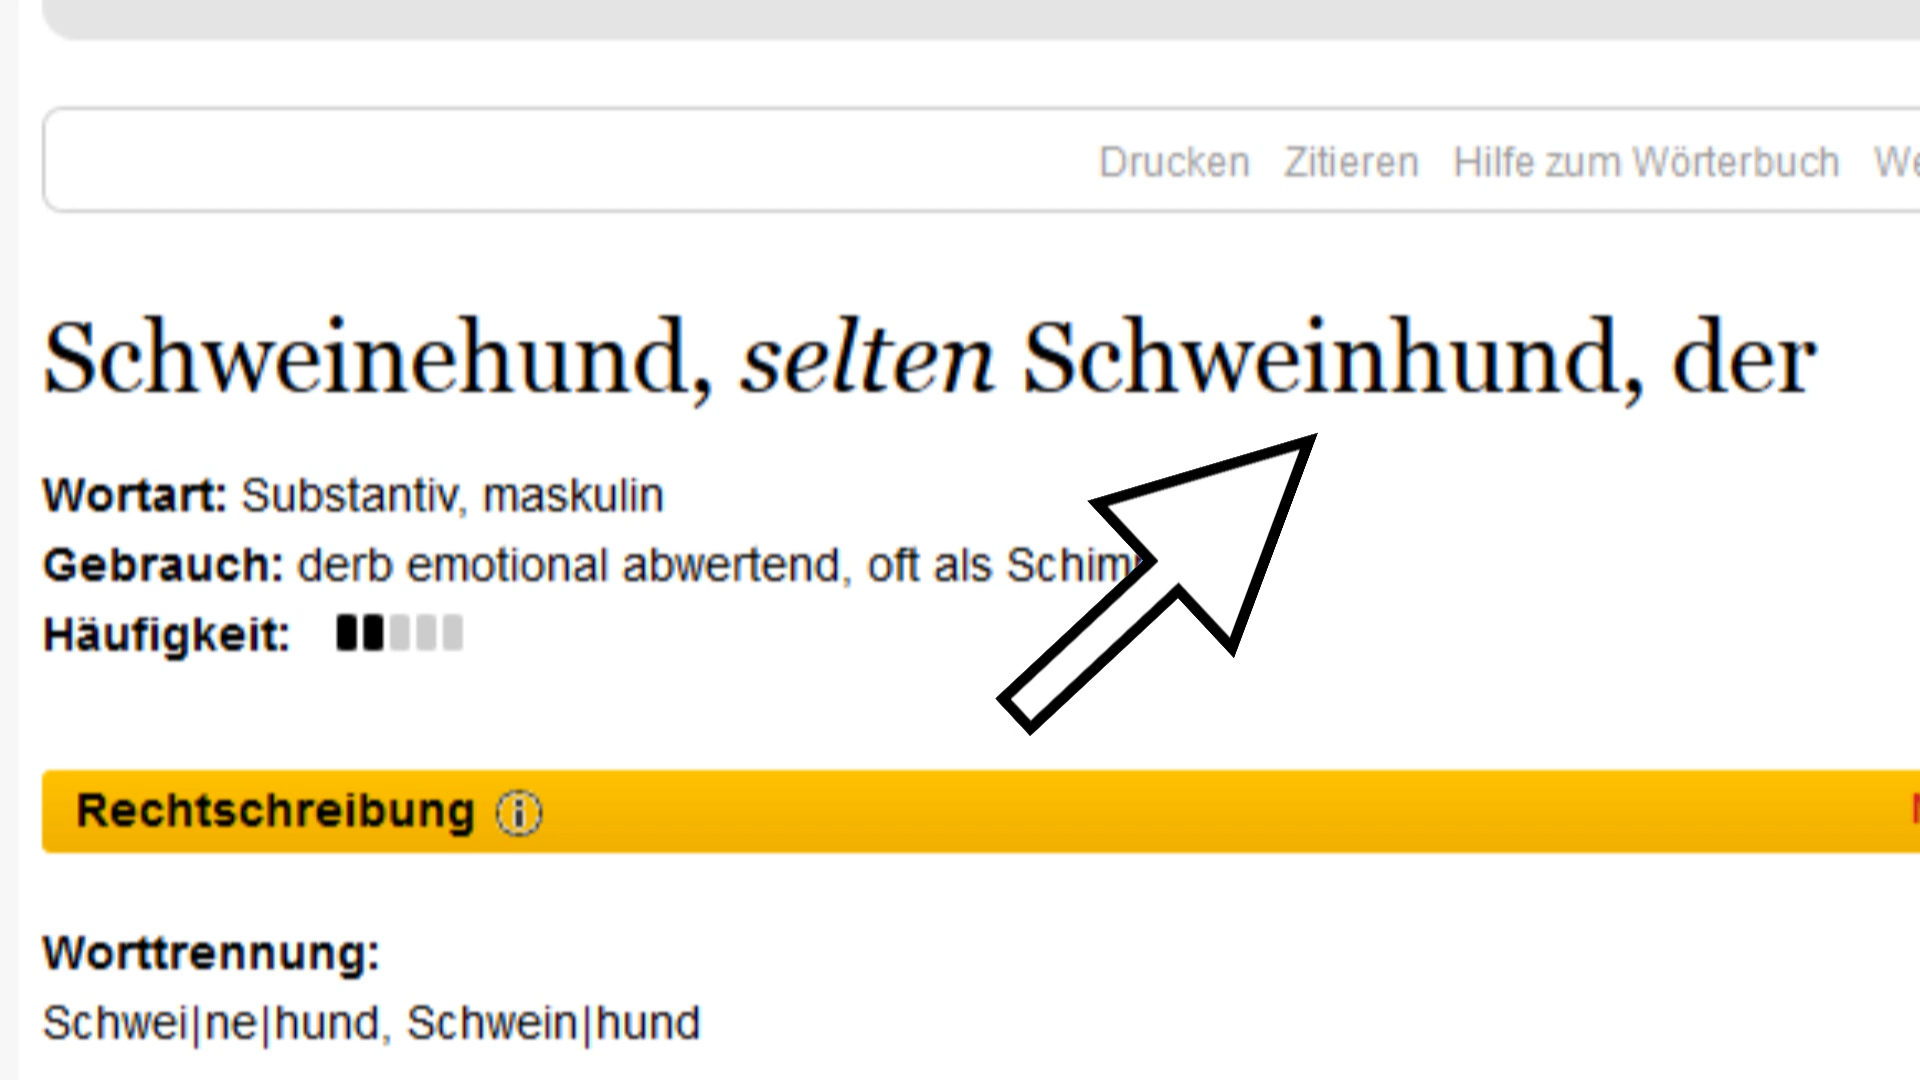 Drucken Zitieren Hilfe zum Wörterbuch
Schweinehund, selten Schweinhund, der
Wortart: Substantiv, maskulin
Gebrauch: derb emotional abwertend, oft als
Häufigkeit:
Rechtschreibung
Worttrennung:
Schwei|ne|hund, Schwein|hund